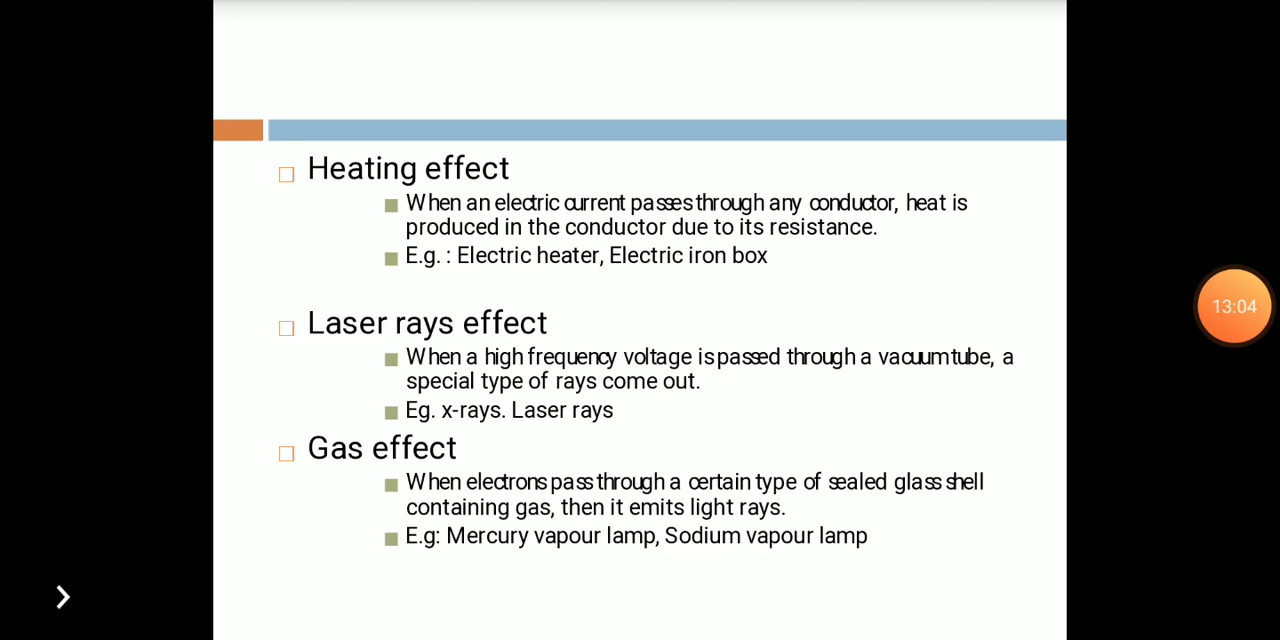 Heating effect
When an electric current passes through any conductor, heat is
produced in the conductor due to its resistance.
E.g. : Electric heater, Electric iron box
Laser rays effect
When a high frequency voltage is passed through a vacuum tube, a
special type of rays come out.
Eg. x-rays. Laser rays
Gas effect
When electrons pass through a certain type of sealed glass shell
containing gas, then it emits light rays.
E.g: Mercury vapour lamp, Sodium vapour lamp
13:04